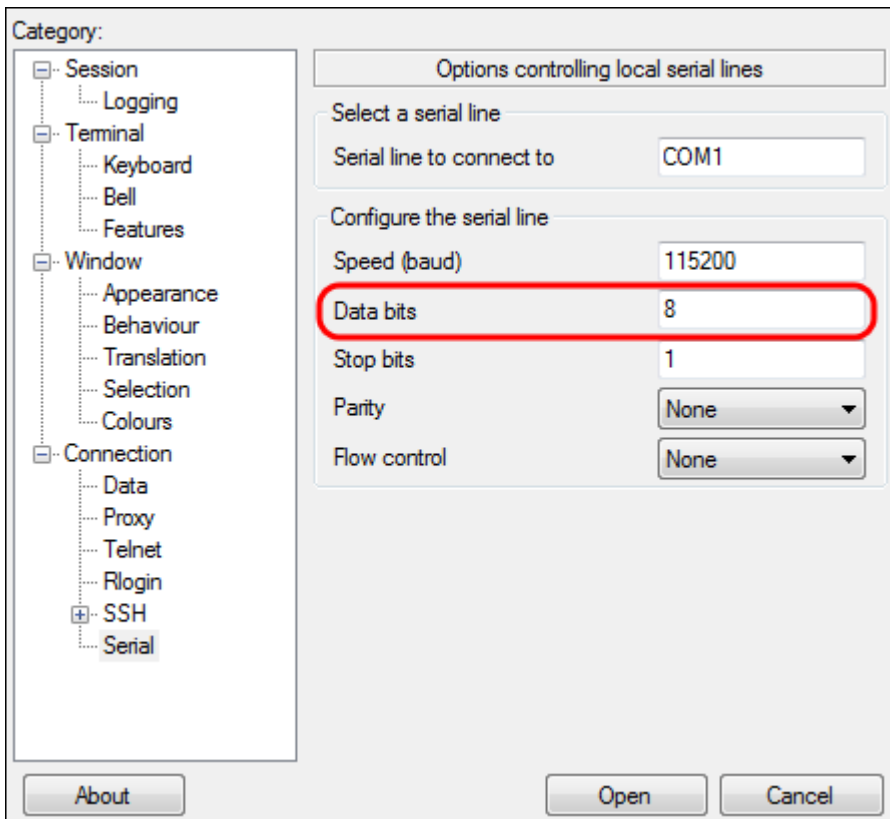 Category:
Session
Logging
Terminal
Keyboard
Bell
Features
Window
Appearance
Behaviour
Translation
Selection
Colours
Connection
Data
Proxy
Telnet
Rlogin
SSH
Serial
Options controlling local serial lines
Select a serial line
Serial line to connect to COM1
Configure the serial line
Speed (baud) 115200
Data bits 8
Stop bits 1
Parity None
Flow control None
About Open Cancel